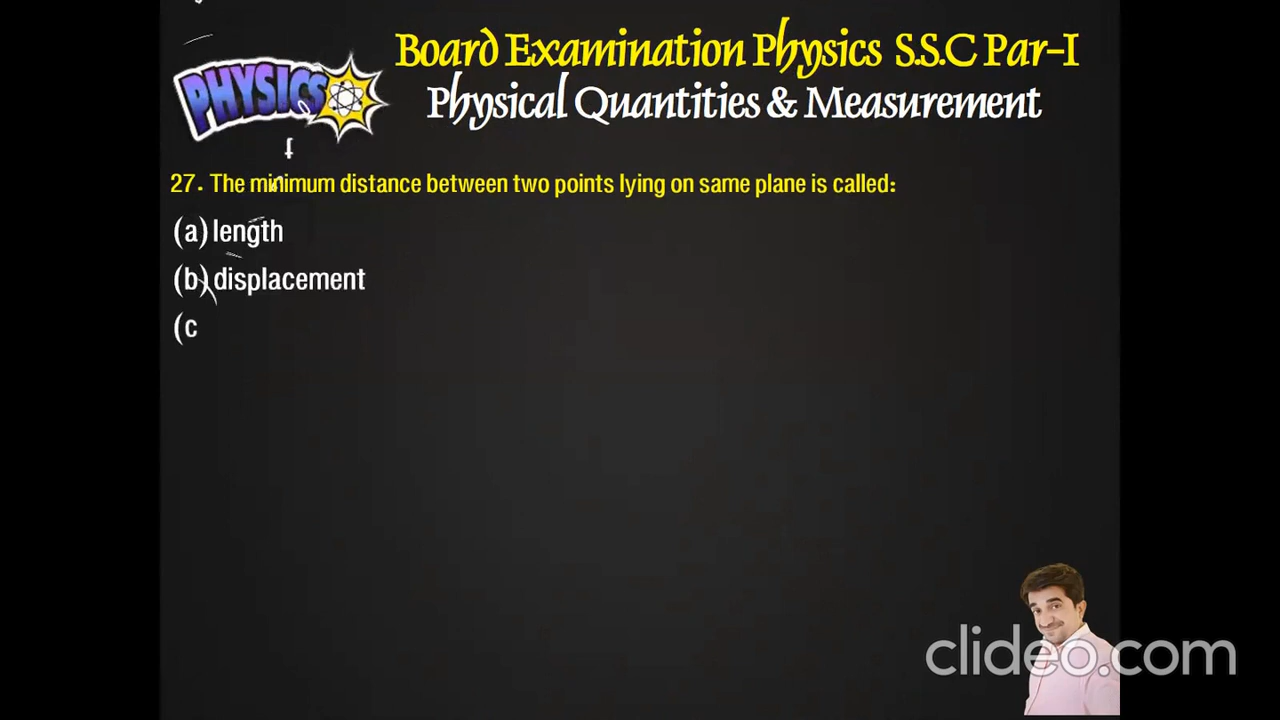 Board Examination Physics S.S.C Par-I
Physical Quantities & Measurement
PHYSICS
27. The minimum distance between two points lying on same plane is called:
(a) length
(b) displacement
(c
clideo.com